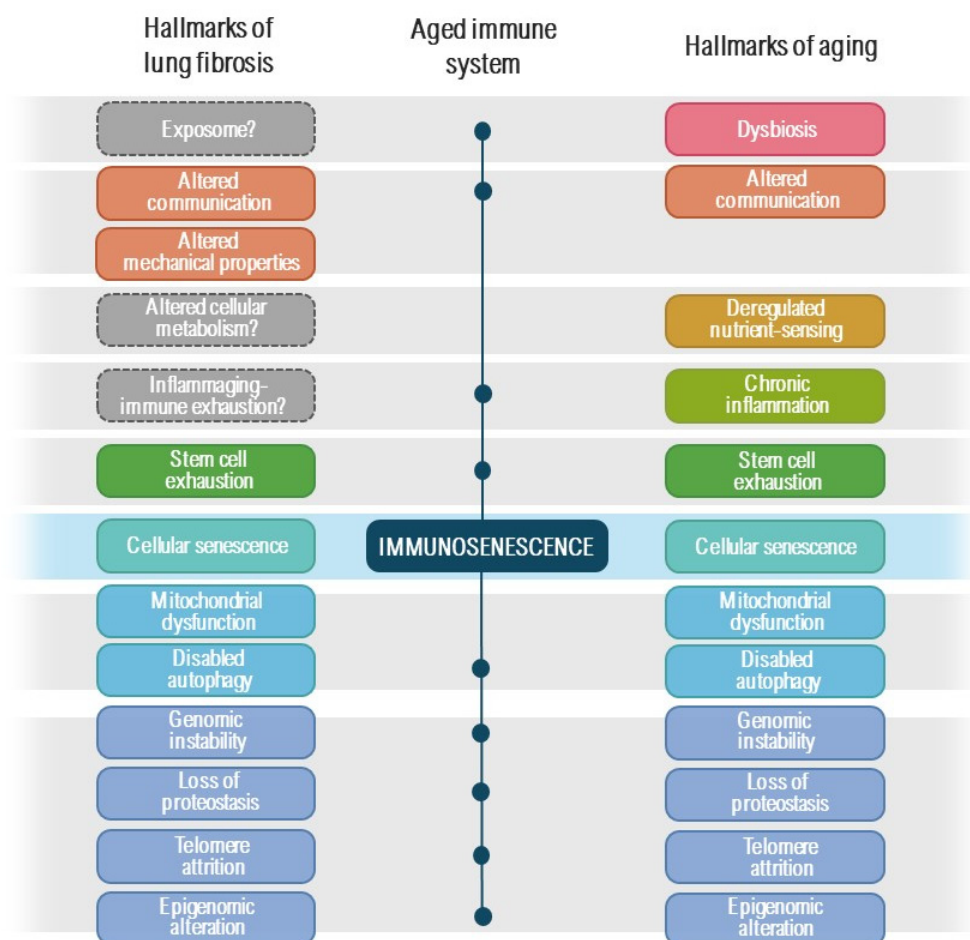 Hallmarks of
lung fibrosis
Aged immune
system
Hallmarks of aging
Exposome?
Dysbiosis
Altered
communication
Altered
communication
Altered
mechanical properties
Altered cellular
metabolism?
Deregulated
nutrient-sensing
Inflammaging-
immune exhaustion?
Chronic
inflammation
Stem cell
exhaustion
Stem cell
exhaustion
Cellular senescence
IMMUNOSENESCENCE
Cellular senescence
Mitochondrial
dysfunction
Mitochondrial
dysfunction
Disabled
autophagy
Disabled
autophagy
Genomic
instability
Genomic
instability
Loss of
proteostasis
Loss of
proteostasis
Telomere
attrition
Telomere
attrition
Epigenomic
alteration
Epigenomic
alteration